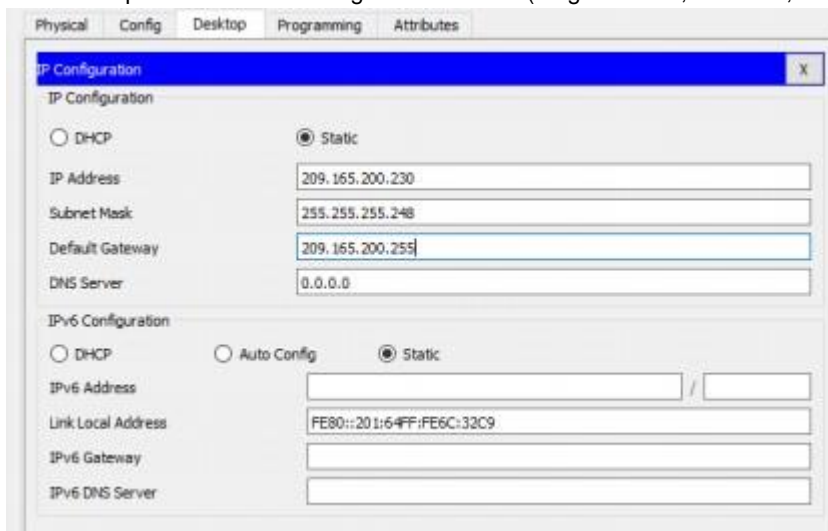 Physical Config Desktop Programming Attributes
IP Configuration X
IP Configuration
DHCP Static
IP Address 209.165.200.230
Subnet Mask 255.255.255.248
Default Gateway 209.165.200.255
DNS Server 0.0.0.0
IPv6 Configuration
DHCP Auto Config Static
IPv6 Address /
Link Local Address FE80::201:64FF:FE6C:32C9
IPv6 Gateway
IPv6 DNS Server